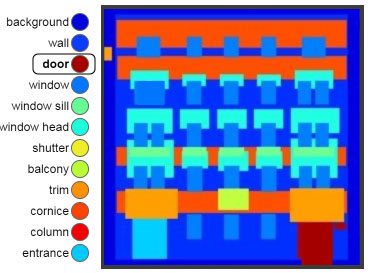 background
wall
door
window
window sill
window head
shutter
balcony
trim
cornice
column
entrance